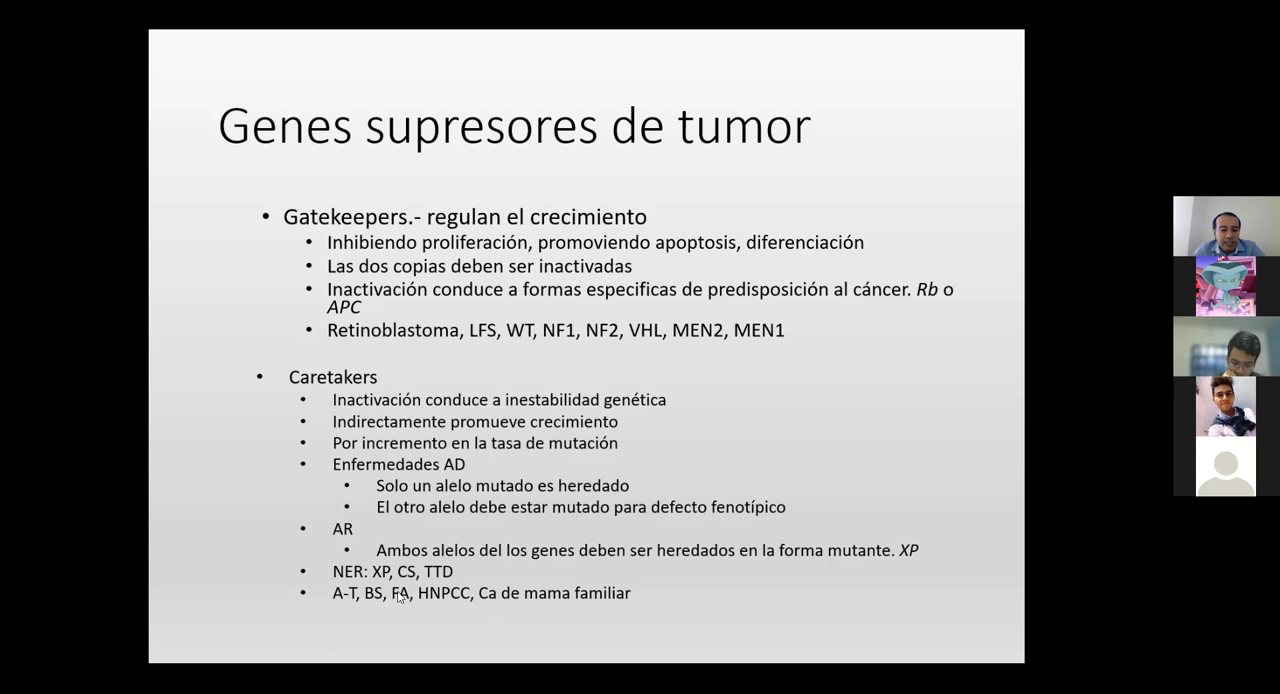 Genes supresores de tumor
• Gatekeepers.- regulan el crecimiento
• Inhibiendo proliferación, promoviendo apoptosis, diferenciación
• Las dos copias deben ser inactivadas
• Inactivación conduce a formas especificas de predisposición al cáncer. Rb o
APC
• Retinoblastoma, LFS, WT, NF1, NF2, VHL, MEN2, MEN1
• Caretakers
• Inactivación conduce a inestabilidad genética
• Indirectamente promueve crecimiento
• Por incremento en la tasa de mutación
• Enfermedades AD
• Solo un alelo mutado es heredado
• El otro alelo debe estar mutado para defecto fenotípico
• AR
• Ambos alelos del los genes deben ser heredados en la forma mutante. XP
• NER: XP, CS, TTD
• A-T, BS, FA, HNPCC, Ca de mama familiar